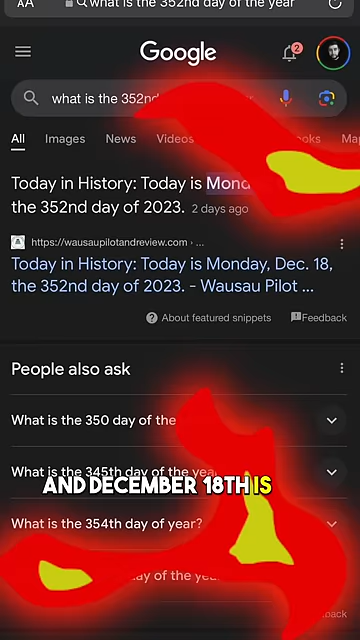 AA
what is the 352nd day of the year
Google
2
what is the 352nd
All Images News Videos Books Ma
Today in History: Today is Mond
the 352nd day of 2023. 2 days ago
https://wausaupilotandreview.com › ...
Today in History: Today is Monday, Dec. 18,
the 352nd day of 2023. - Wausau Pilot ...
About featured snippets Feedback
People also ask
What is the 350 day of the
What is the 345th day of the year
AND DECEMBER 18TH IS
What is the 354th day of year?
day of the year
back